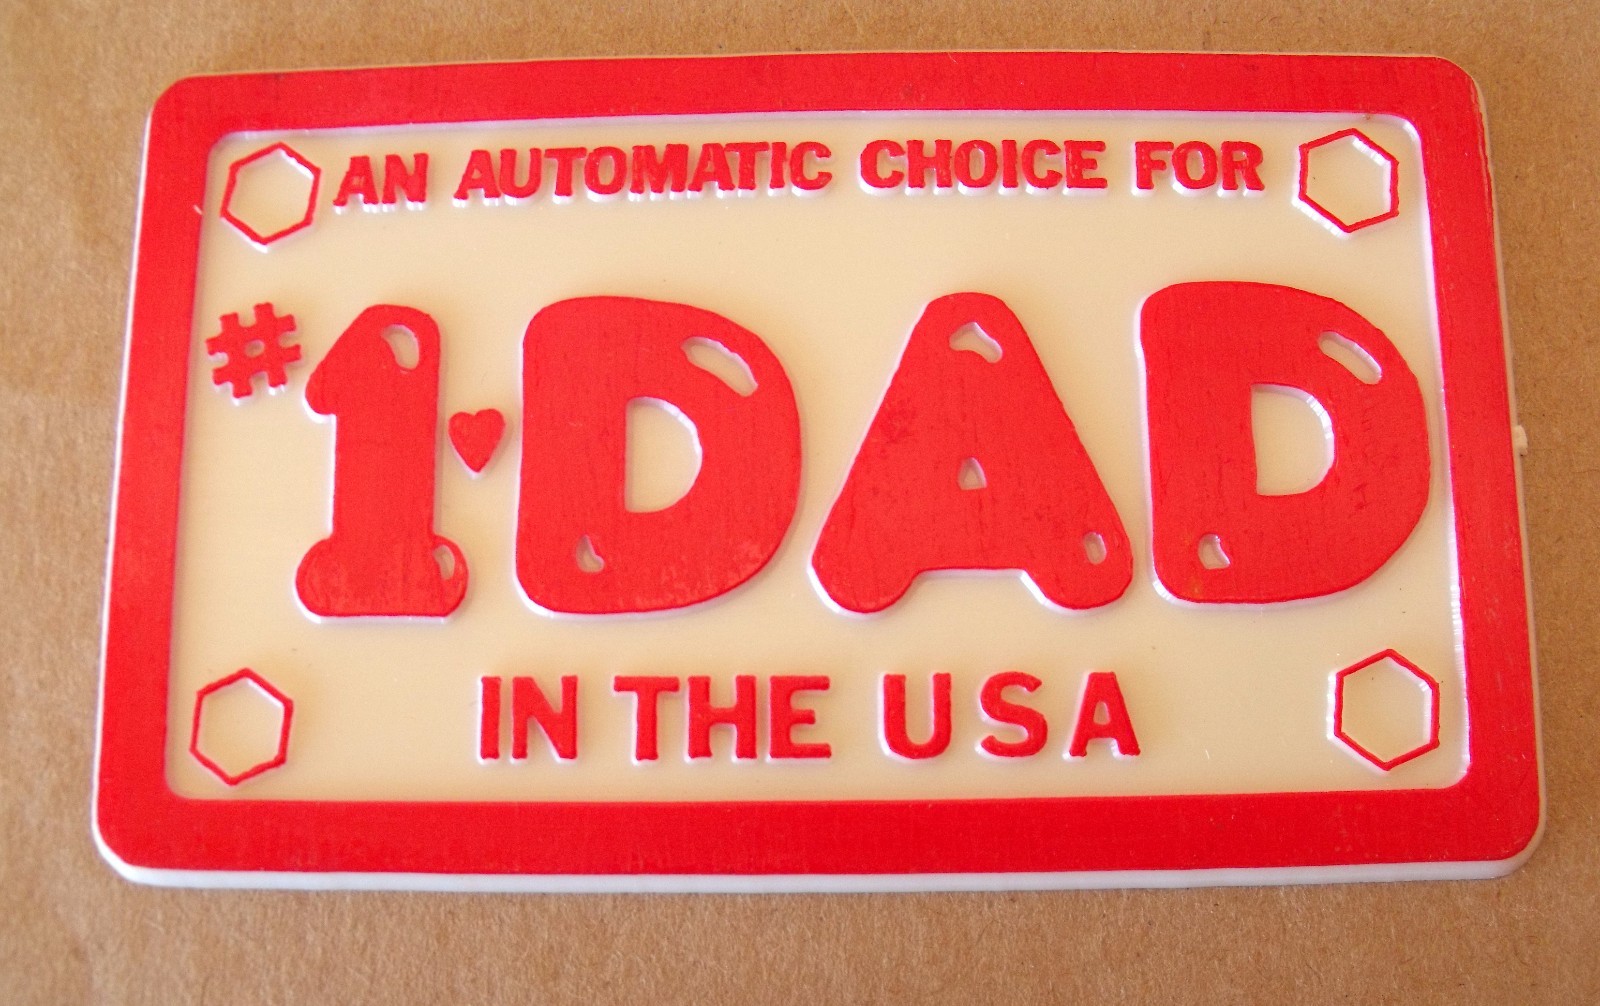 AN AUTOMATIC CHOICE FOR
#1 DAD
IN THE USA